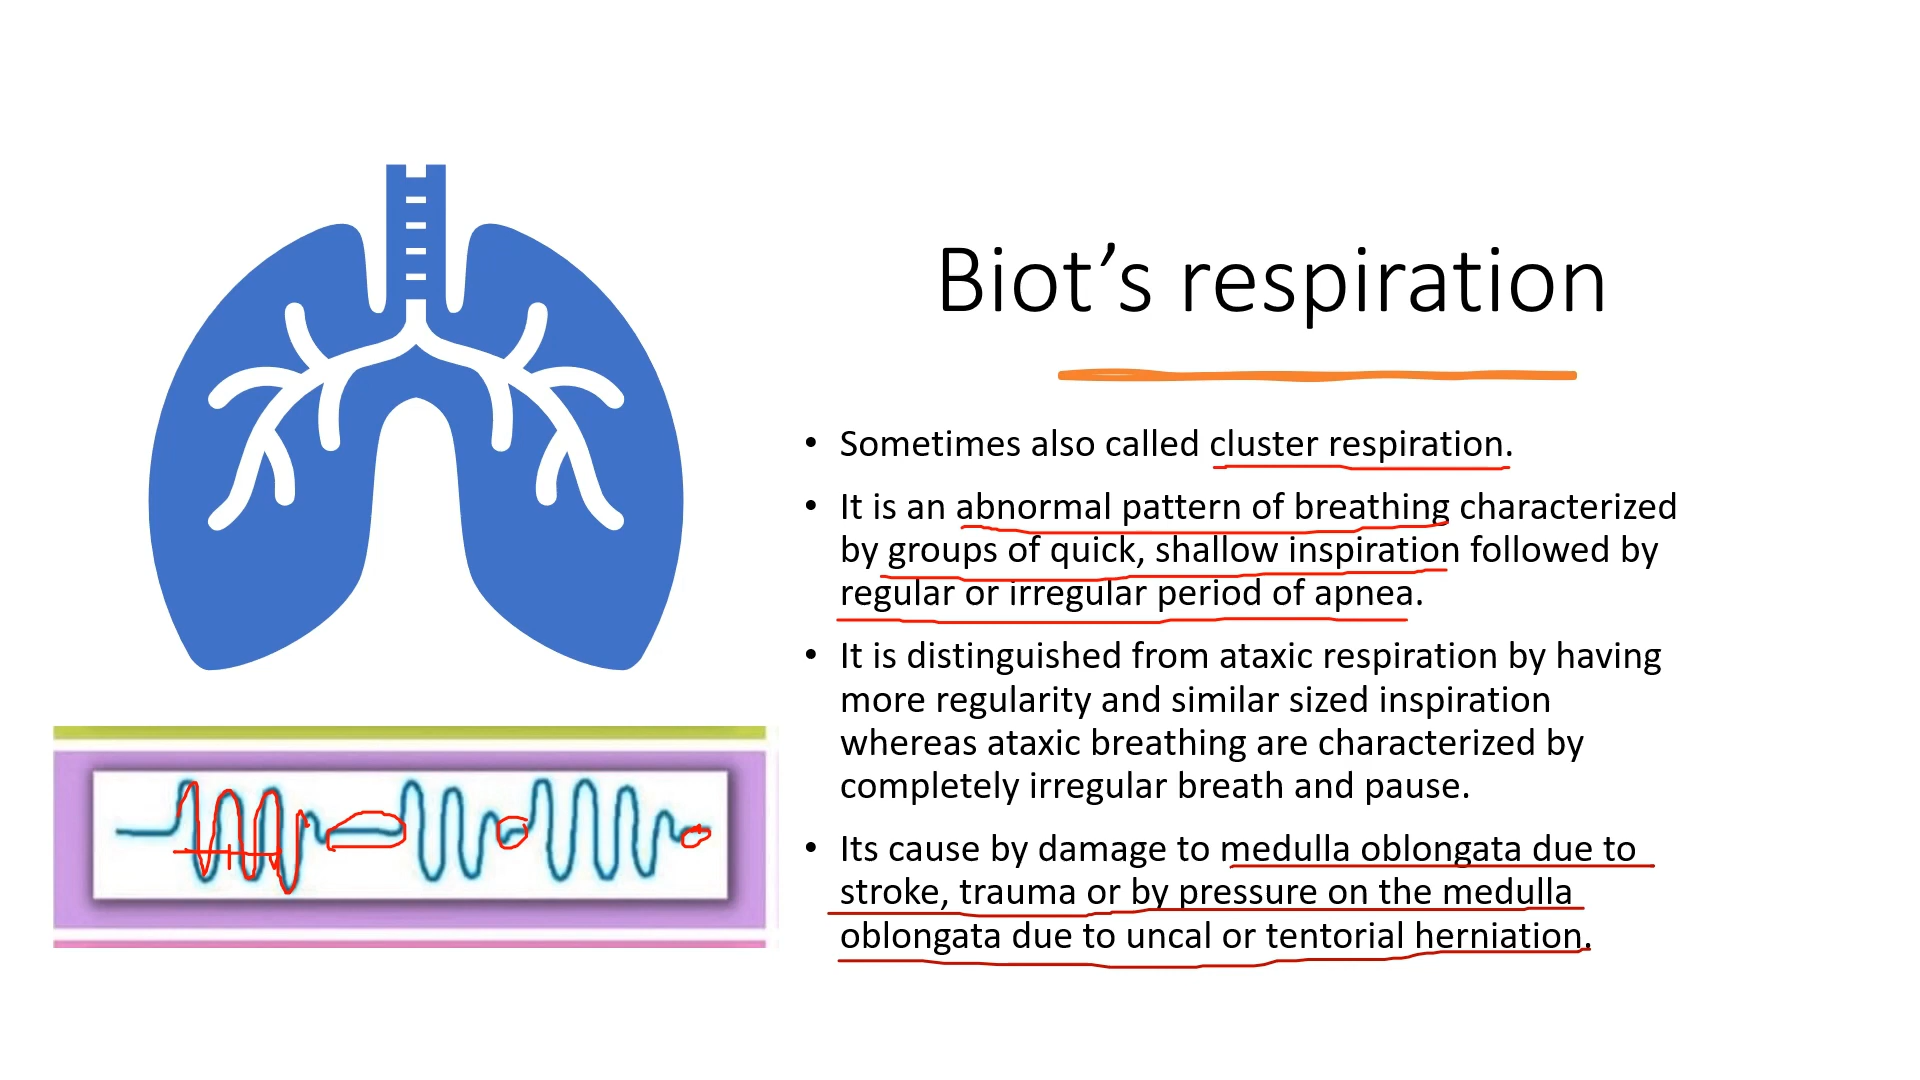 Biot’s respiration
• Sometimes also called cluster respiration.
• It is an abnormal pattern of breathing characterized
by groups of quick, shallow inspiration followed by
regular or irregular period of apnea.
• It is distinguished from ataxic respiration by having
more regularity and similar sized inspiration
whereas ataxic breathing are characterized by
completely irregular breath and pause.
• Its cause by damage to medulla oblongata due to
stroke, trauma or by pressure on the medulla
oblongata due to uncal or tentorial herniation.